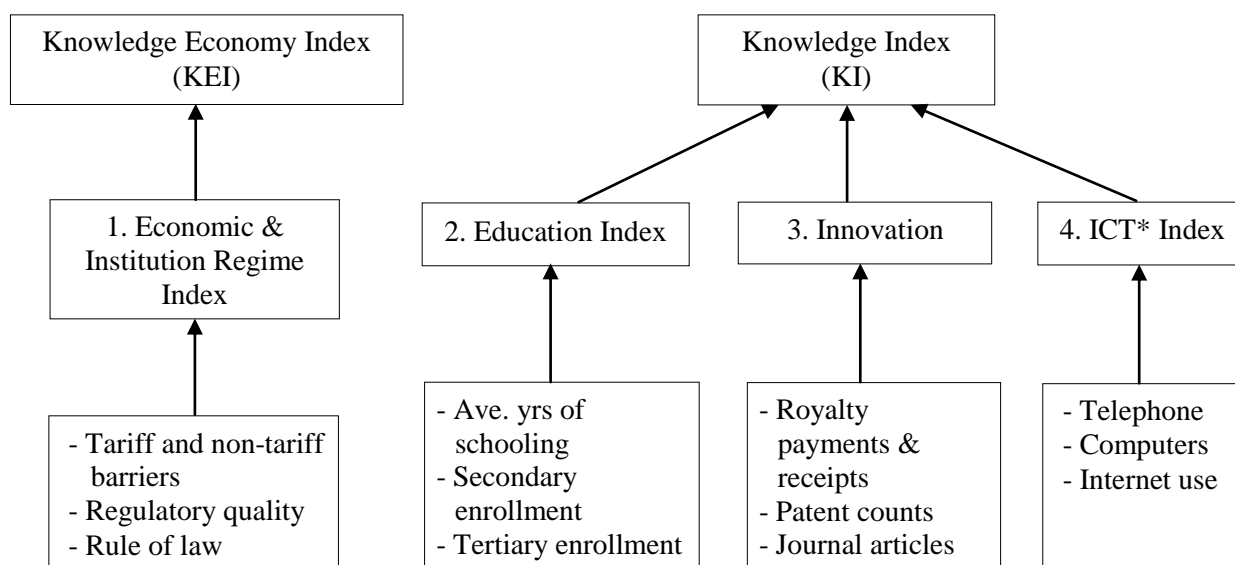 Knowledge Economy Index
(KEI)
Knowledge Index
(KI)
1. Economic &
Institution Regime
Index
2. Education Index
3. Innovation
4. ICT* Index
- Tariff and non-tariff
barriers
- Regulatory quality
- Rule of law
- Ave. yrs of
schooling
- Secondary
enrollment
- Tertiary enrollment
- Royalty
payments &
receipts
- Patent counts
- Journal articles
- Telephone
- Computers
- Internet use